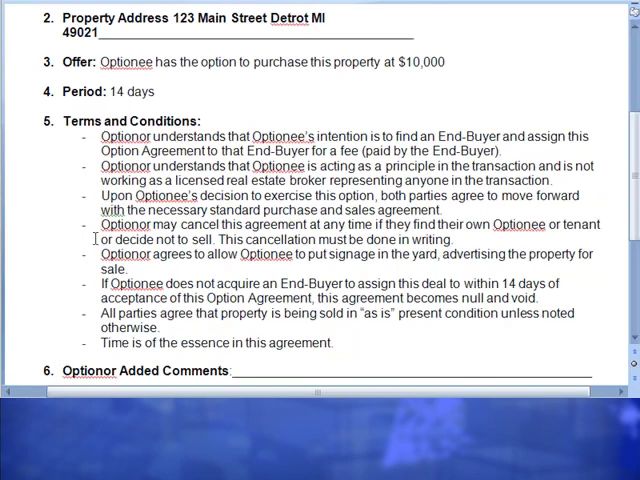 2. Property Address 123 Main Street Detrot MI
49021
3. Offer: Optionee has the option to purchase this property at $10,000
4. Period: 14 days
5. Terms and Conditions:
- Optionor understands that Optionee's intention is to find an End-Buyer and assign this
Option Agreement to that End-Buyer for a fee (paid by the End-Buyer).
- Optionor understands that Optionee is acting as a principle in the transaction and is not
working as a licensed real estate broker representing anyone in the transaction.
- Upon Optionee's decision to exercise this option, both parties agree to move forward
with the necessary standard purchase and sales agreement.
- Optionor may cancel this agreement at any time if they find their own Optionee or tenant
or decide not to sell. This cancellation must be done in writing.
- Optionor agrees to allow Optionee to put signage in the yard, advertising the property for
sale.
- If Optionee does not acquire an End-Buyer to assign this deal to within 14 days of
acceptance of this Option Agreement, this agreement becomes null and void.
- All parties agree that property is being sold in "as is" present condition unless noted
otherwise.
- Time is of the essence in this agreement.
6. Optionor Added Comments: